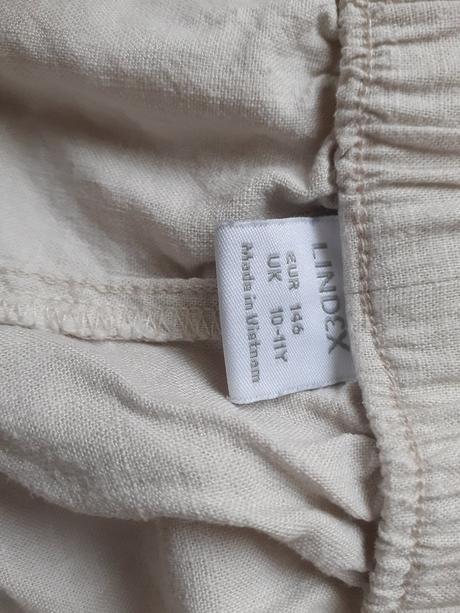 LINDEX
EUR 146
UK 10-11Y
Made in Vietnam